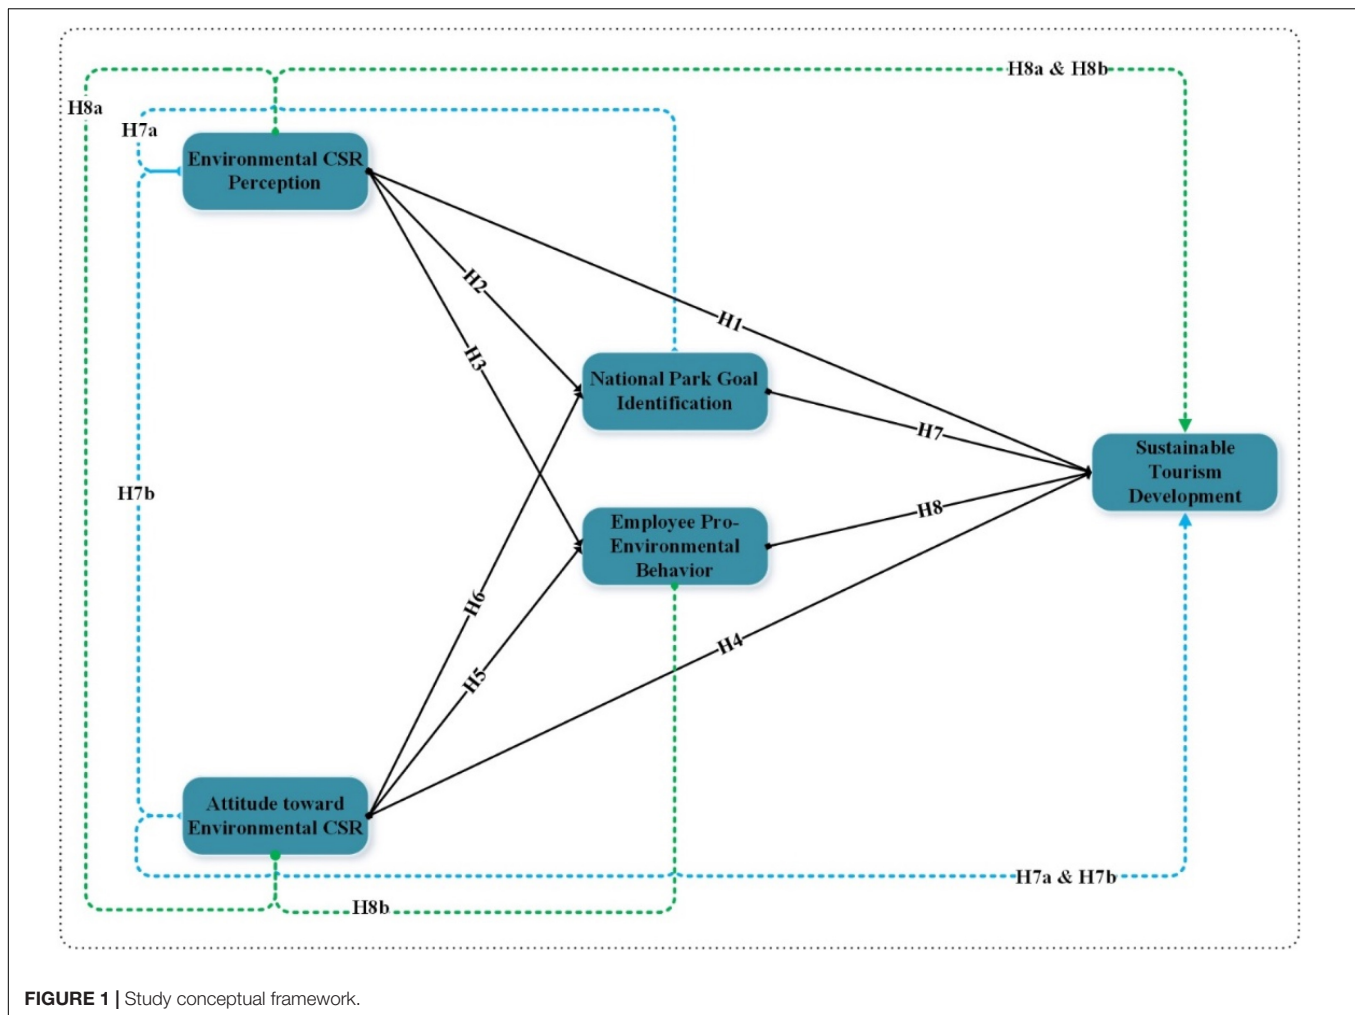 H8a & H8b
H8a
H7a
Environmental CSR
Perception
H2
H1
H3
National Park Goal
Identification
H7
Sustainable
Tourism
Development
H7b
Employee Pro-
Environmental
Behavior
H8
H6
H4
H5
Attitude toward
Environmental CSR
H7a & H7b
H8b
FIGURE 1 | Study conceptual framework.